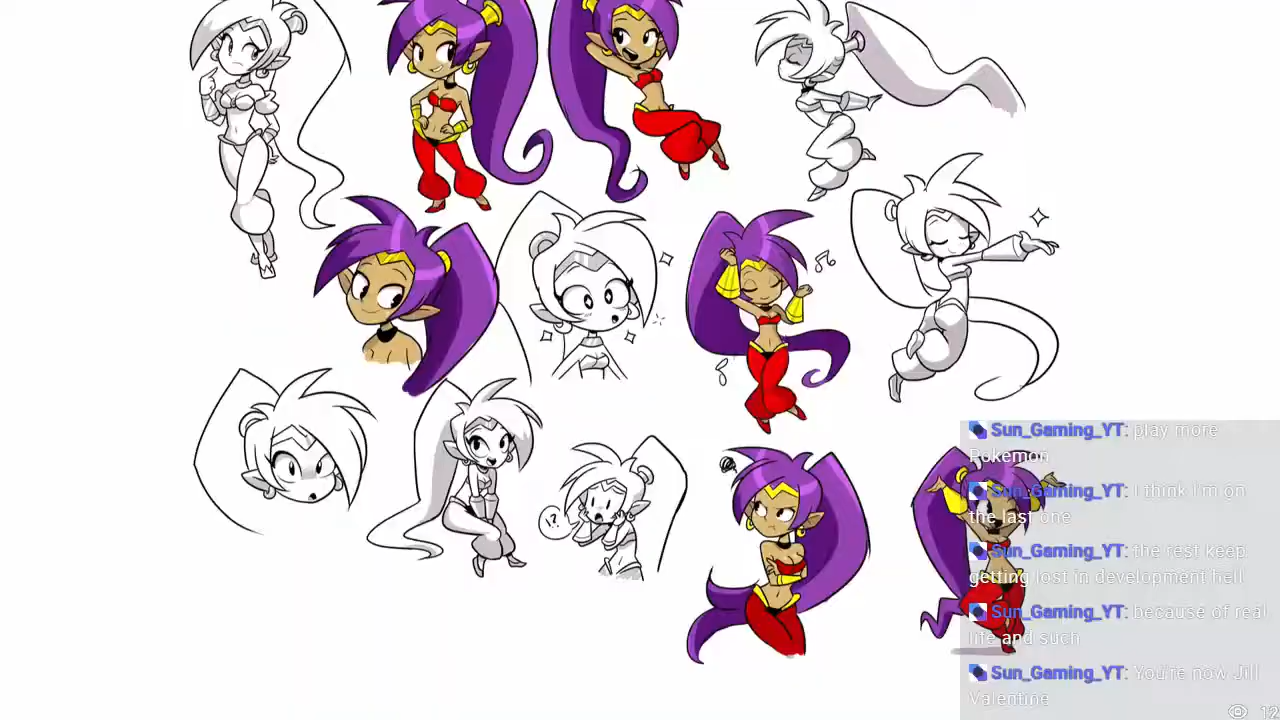 Sun_Gaming_YT: play more
Pokemon
Sun_Gaming_YT: I think I'm on
the last one
Sun_Gaming_YT: the rest keep
getting lost in development hell
!?
Sun_Gaming_YT: because of real
life and such
Sun_Gaming_YT: You're now Jill
Valentine
12